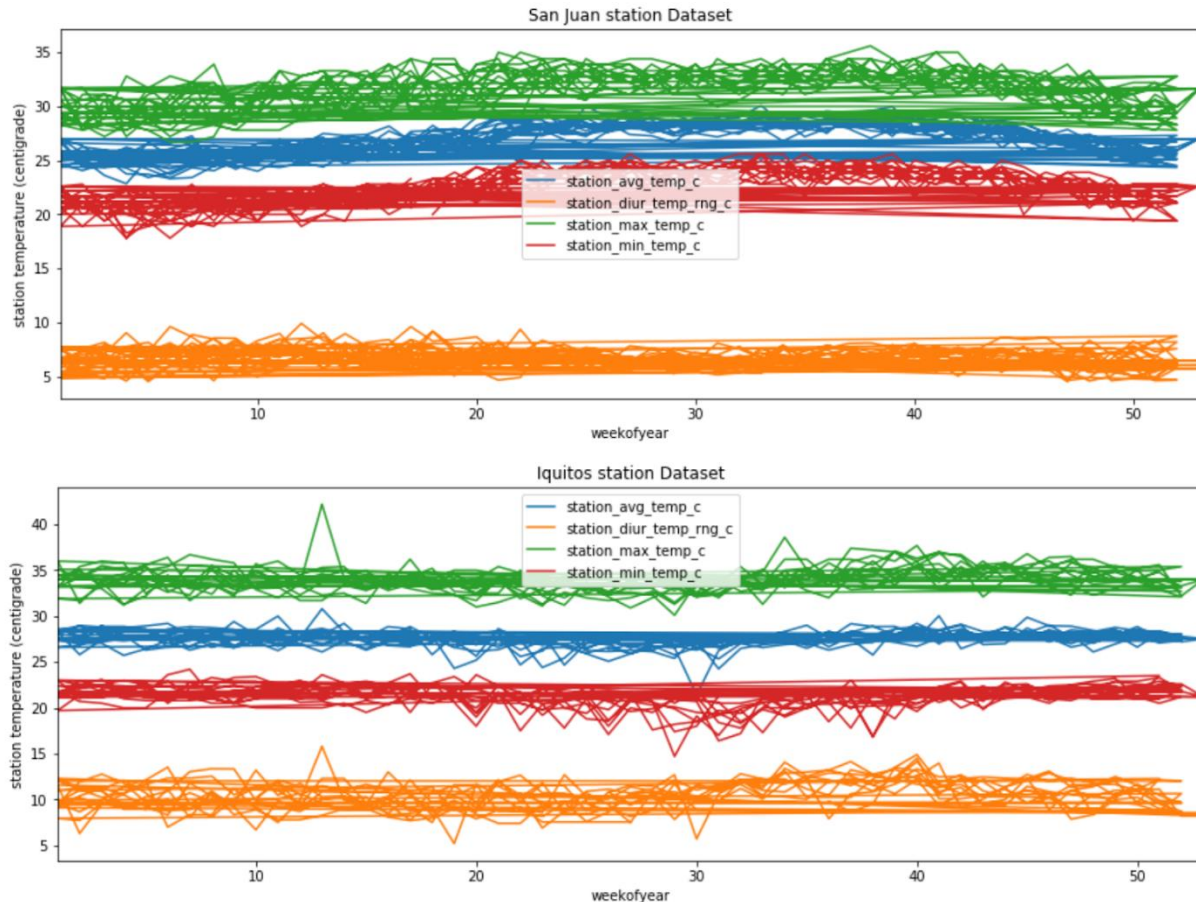 San Juan station Dataset
35
30
25
20
15
10
5
station temperature (centigrade)
station_avg_temp_c
station_diur_temp_rng_c
station_max_temp_c
station_min_temp_c
10 20 30 40 50
weekofyear
Iquitos station Dataset
40
35
30
25
20
15
10
5
station temperature (centigrade)
station_avg_temp_c
station_diur_temp_rng_c
station_max_temp_c
station_min_temp_c
10 20 30 40 50
weekofyear